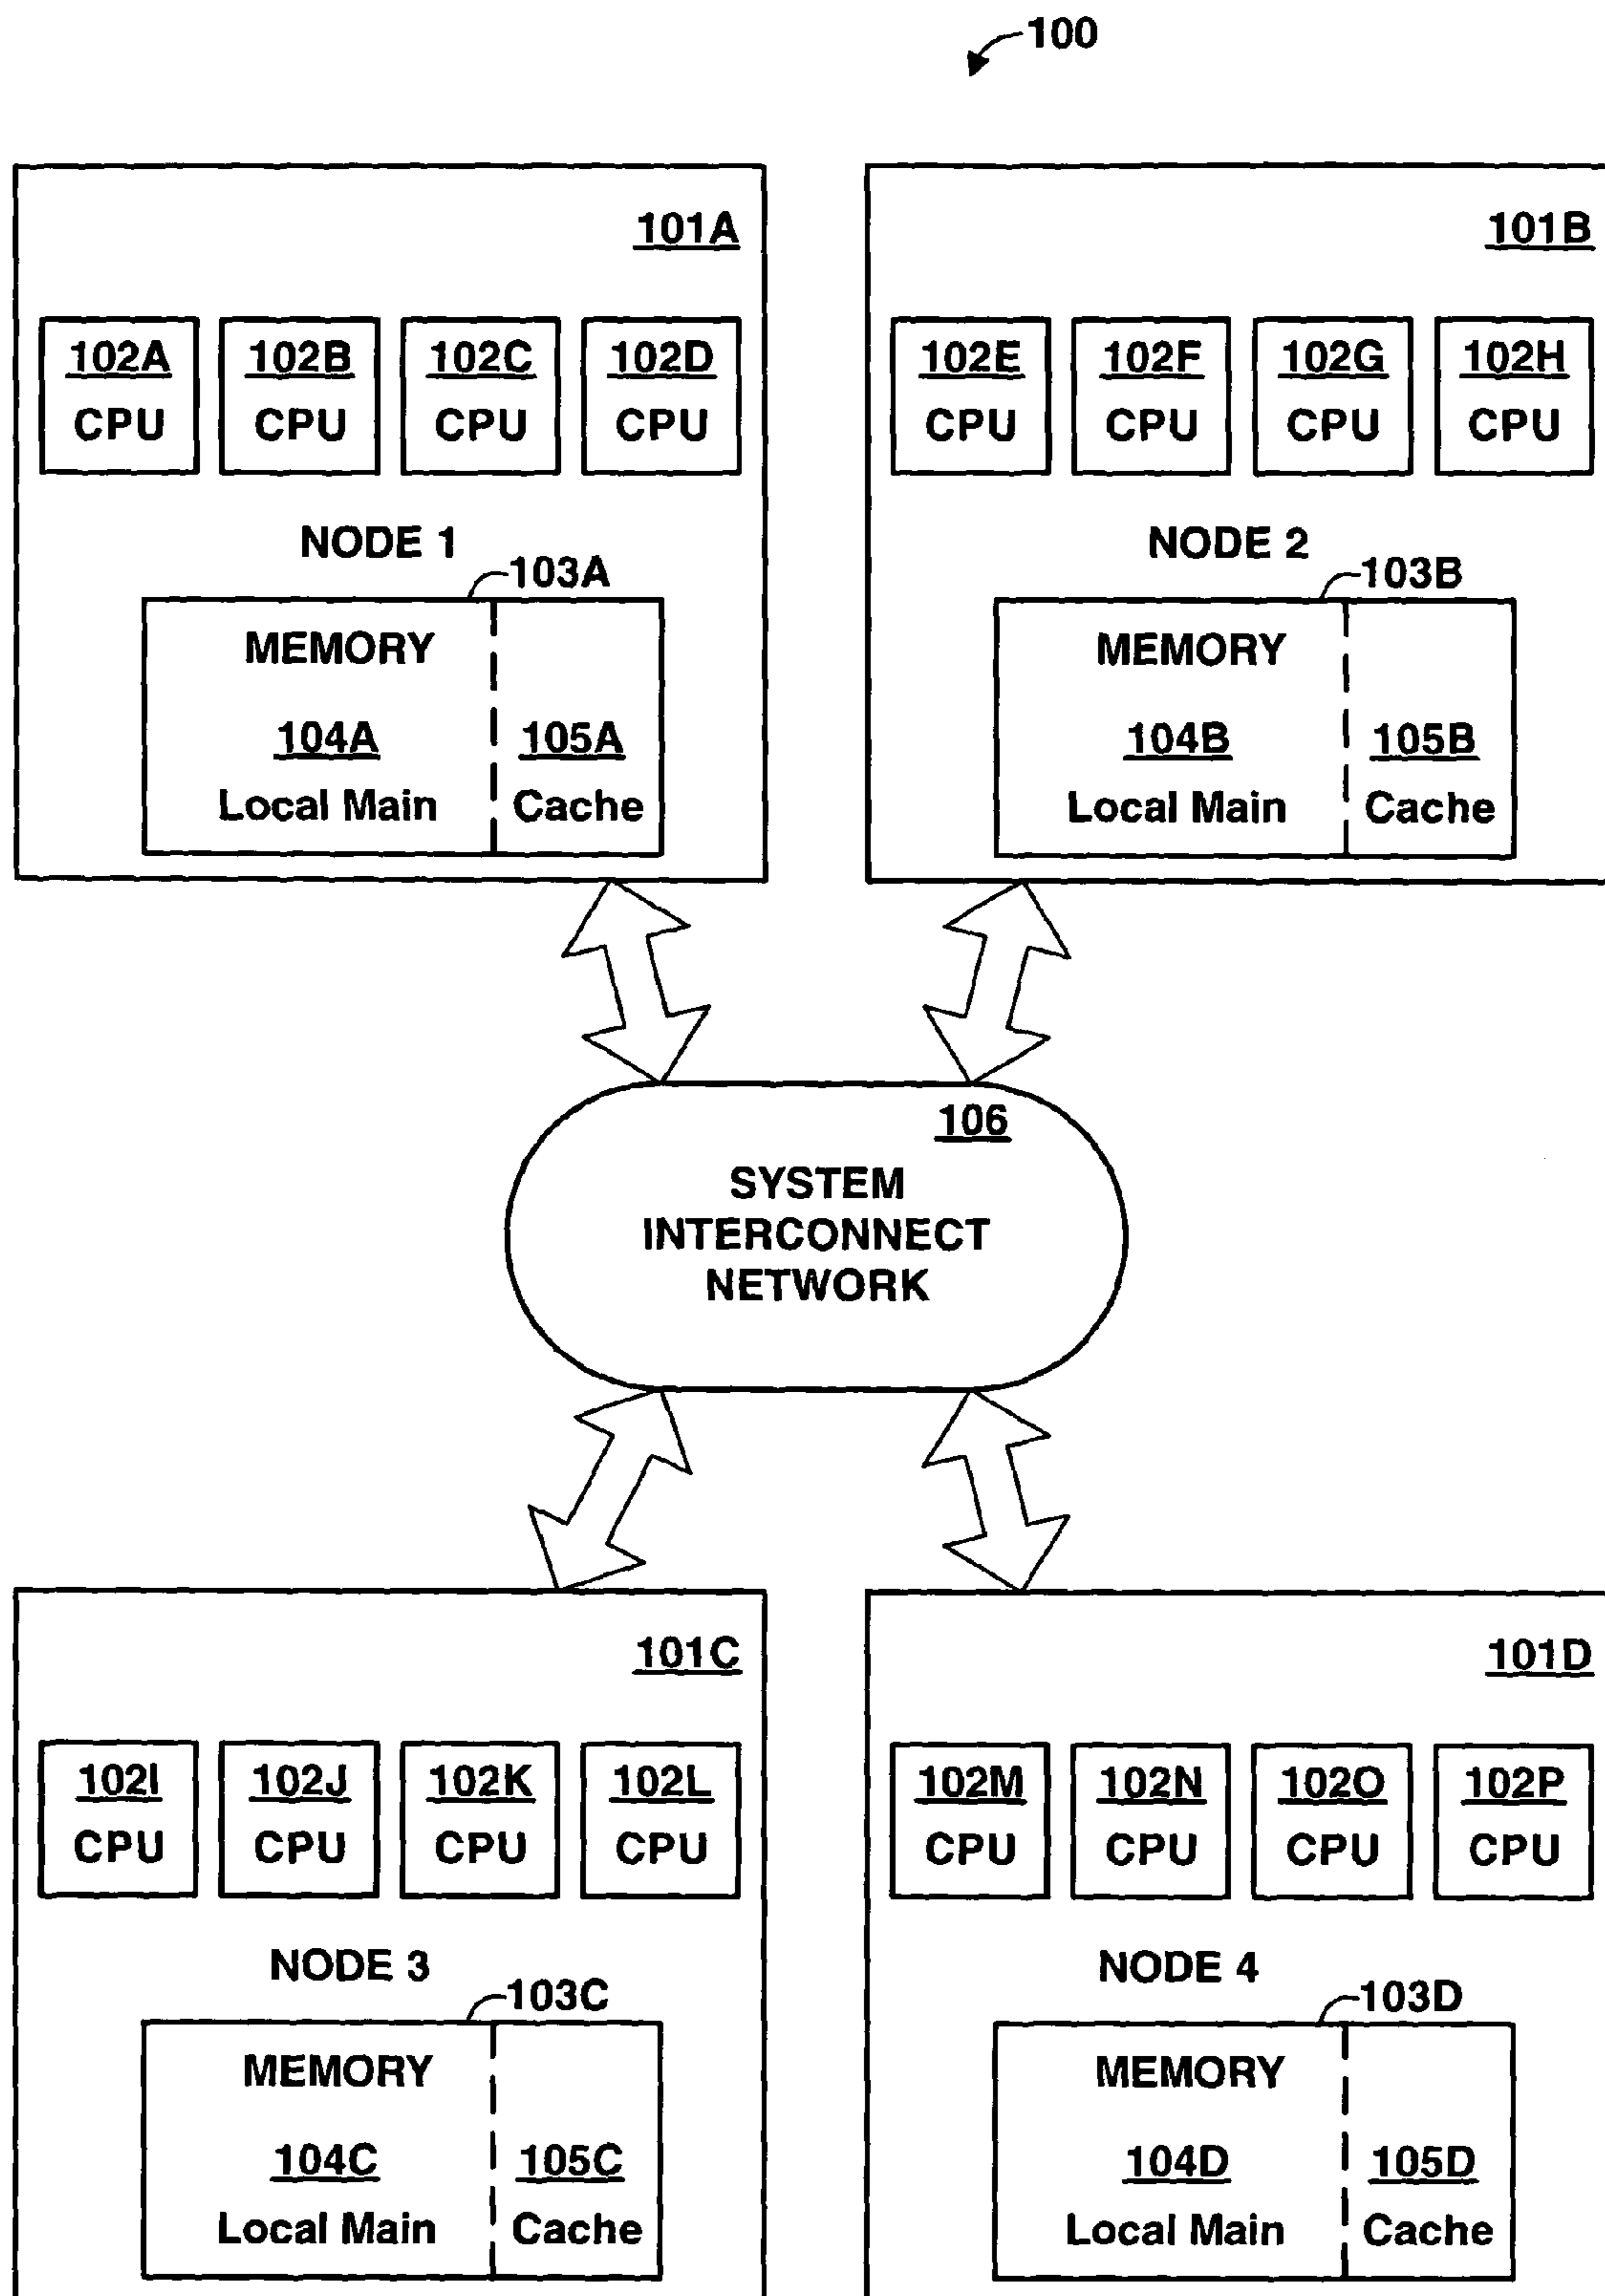 100
101A
102A
CPU
102B
CPU
102C
CPU
102D
CPU
NODE 1
103A
MEMORY
104A
Local Main
105A
Cache
101B
102E
CPU
102F
CPU
102G
CPU
102H
CPU
NODE 2
103B
MEMORY
104B
Local Main
105B
Cache
106
SYSTEM
INTERCONNECT
NETWORK
101C
102I
CPU
102J
CPU
102K
CPU
102L
CPU
NODE 3
103C
MEMORY
104C
Local Main
105C
Cache
101D
102M
CPU
102N
CPU
102O
CPU
102P
CPU
NODE 4
103D
MEMORY
104D
Local Main
105D
Cache